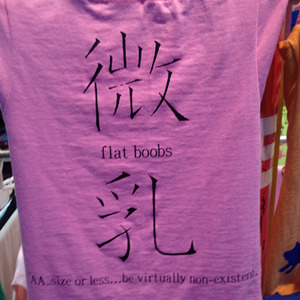 微
flat boobs
乳
AA..size or less...be virtually non-existent.